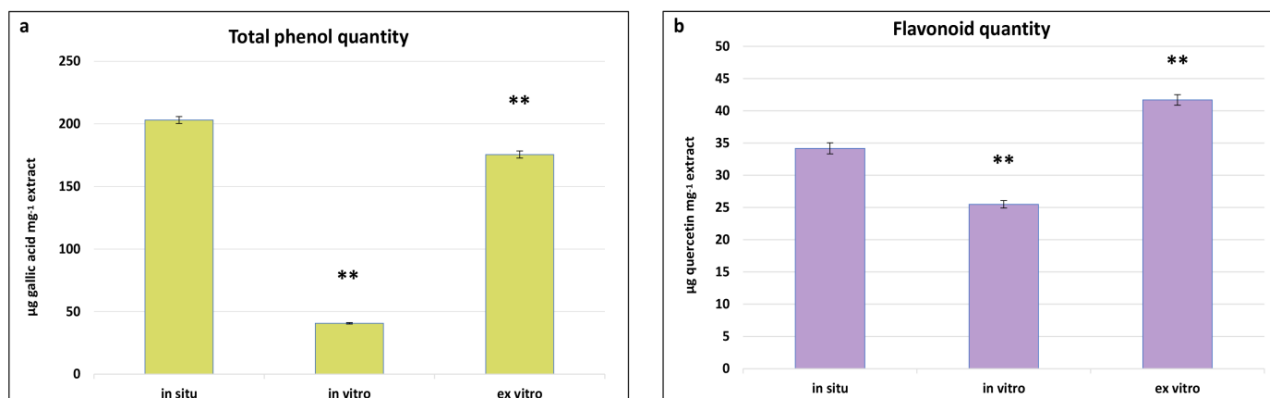 a
Total phenol quantity
250
200
150
100
50
0
µg gallic acid mg-1 extract
**
**
in situ
in vitro
ex vitro
b
Flavonoid quantity
50
45
40
35
30
25
20
15
10
5
0
µg quercetin mg-1 extract
**
**
in situ
in vitro
ex vitro